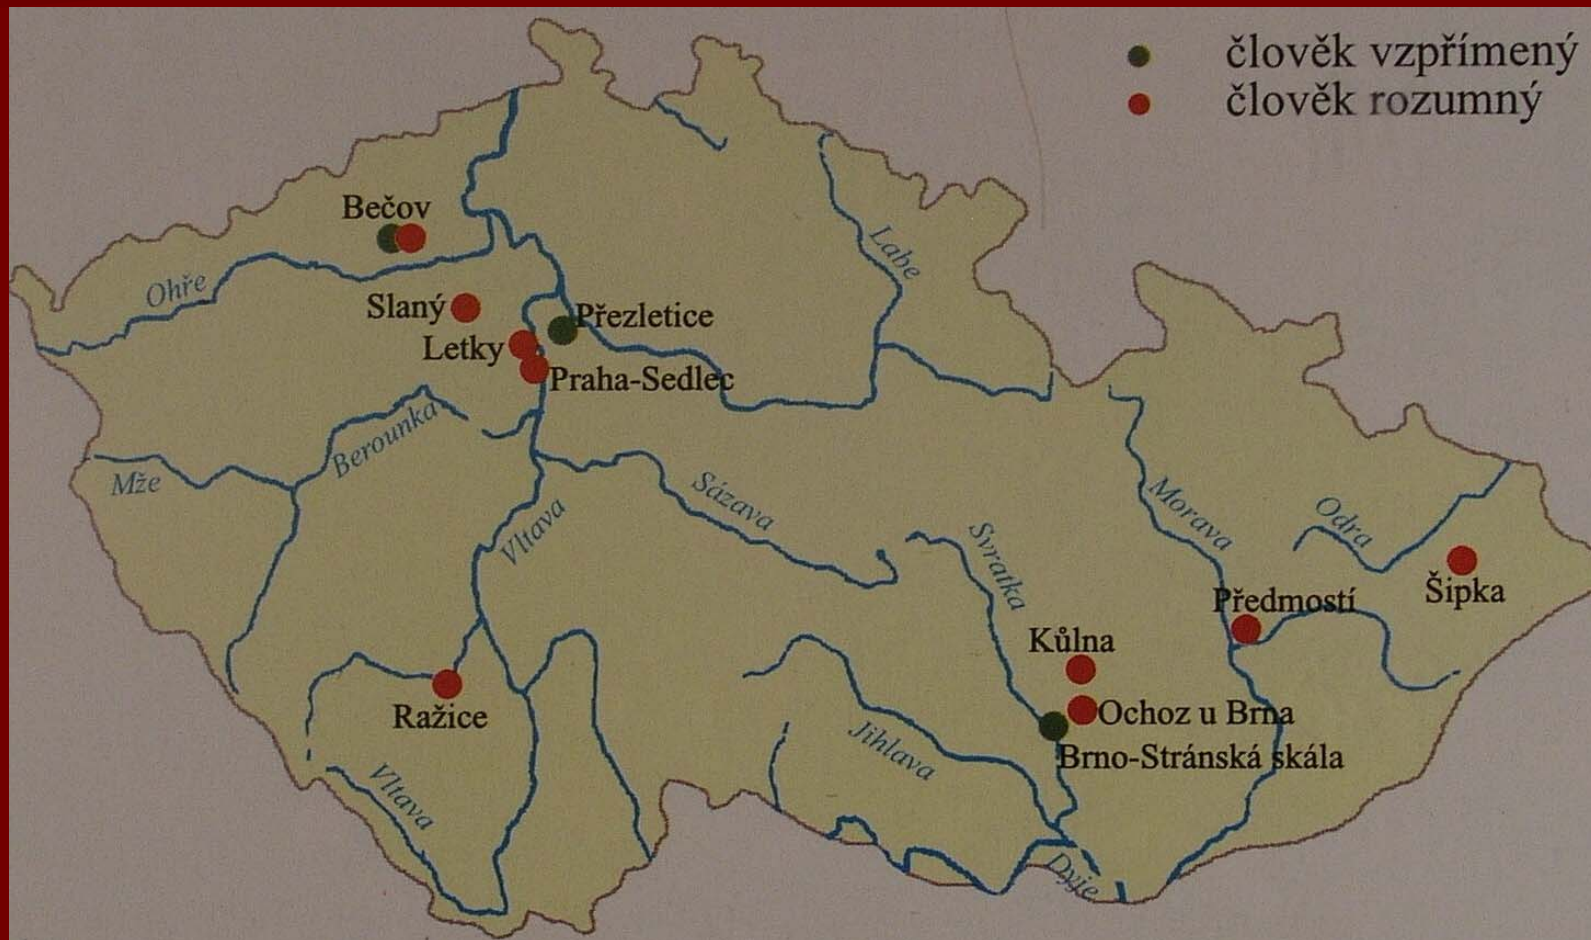 člověk vzpřímený
člověk rozumný
Bečov
Labe
Ohře
Slaný
Přezletice
Letky
Praha-Sedlec
Berounka
Mže
Sázava
Vltava
Svratka
Morava
Odra
Předmostí
Šipka
Kůlna
Ražice
Ochoz u Brna
Jihlava
Brno-Stránská skála
Vltava
Dyje